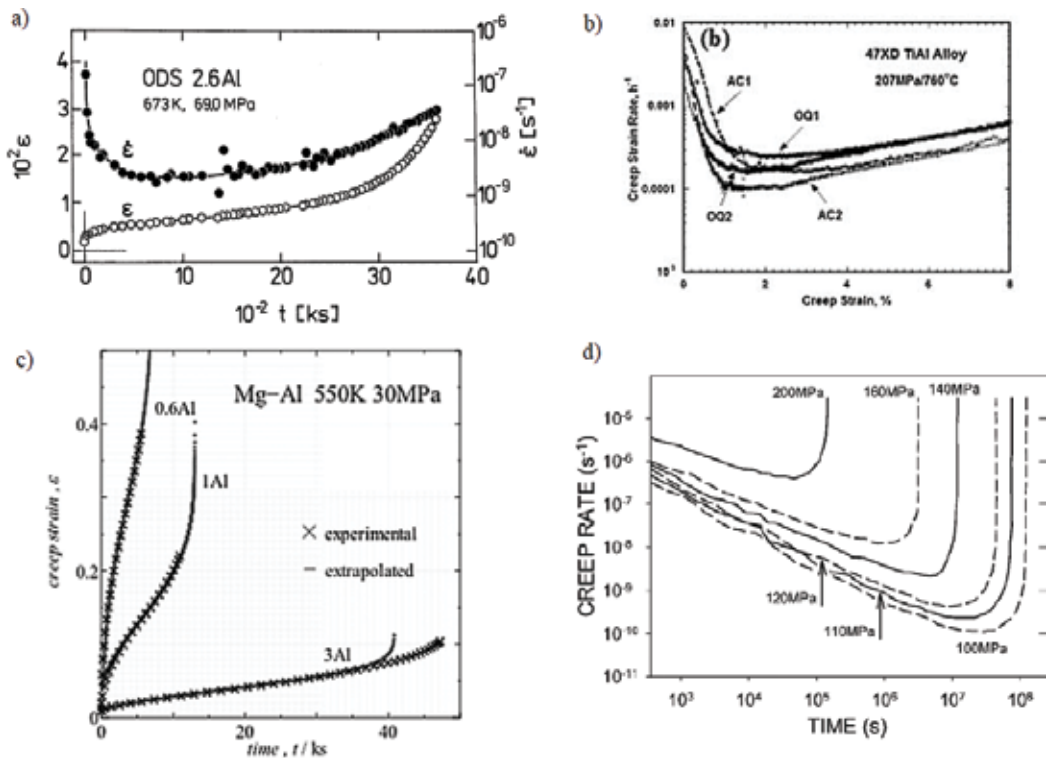 a)
ODS 2.6Al
673 K, 69.0 MPa
10² ε
4
3
2
1
0
ε̇
ε
ε̇ [s⁻¹]
10⁻⁶
10⁻⁷
10⁻⁸
10⁻⁹
10⁻¹⁰
0 10 20 30 40
10⁻² t [ks]
b)
(b)
47XD TiAl Alloy
207MPa/760°C
Creep Strain Rate, h⁻¹
0.01
0.001
0.0001
AC1
OQ1
OQ2
AC2
0 2 4 6 8
Creep Strain, %
c)
Mg-Al 550K 30MPa
0.6Al
1Al
× experimental
– extrapolated
3Al
creep strain , ε
0.4
0.2
0
0 20 40
time , t / ks
d)
200MPa 160MPa 140MPa
CREEP RATE (s⁻¹)
10⁻⁵
10⁻⁶
10⁻⁷
10⁻⁸
10⁻⁹
10⁻¹⁰
10⁻¹¹
120MPa
110MPa
100MPa
10³ 10⁴ 10⁵ 10⁶ 10⁷ 10⁸
TIME (s)